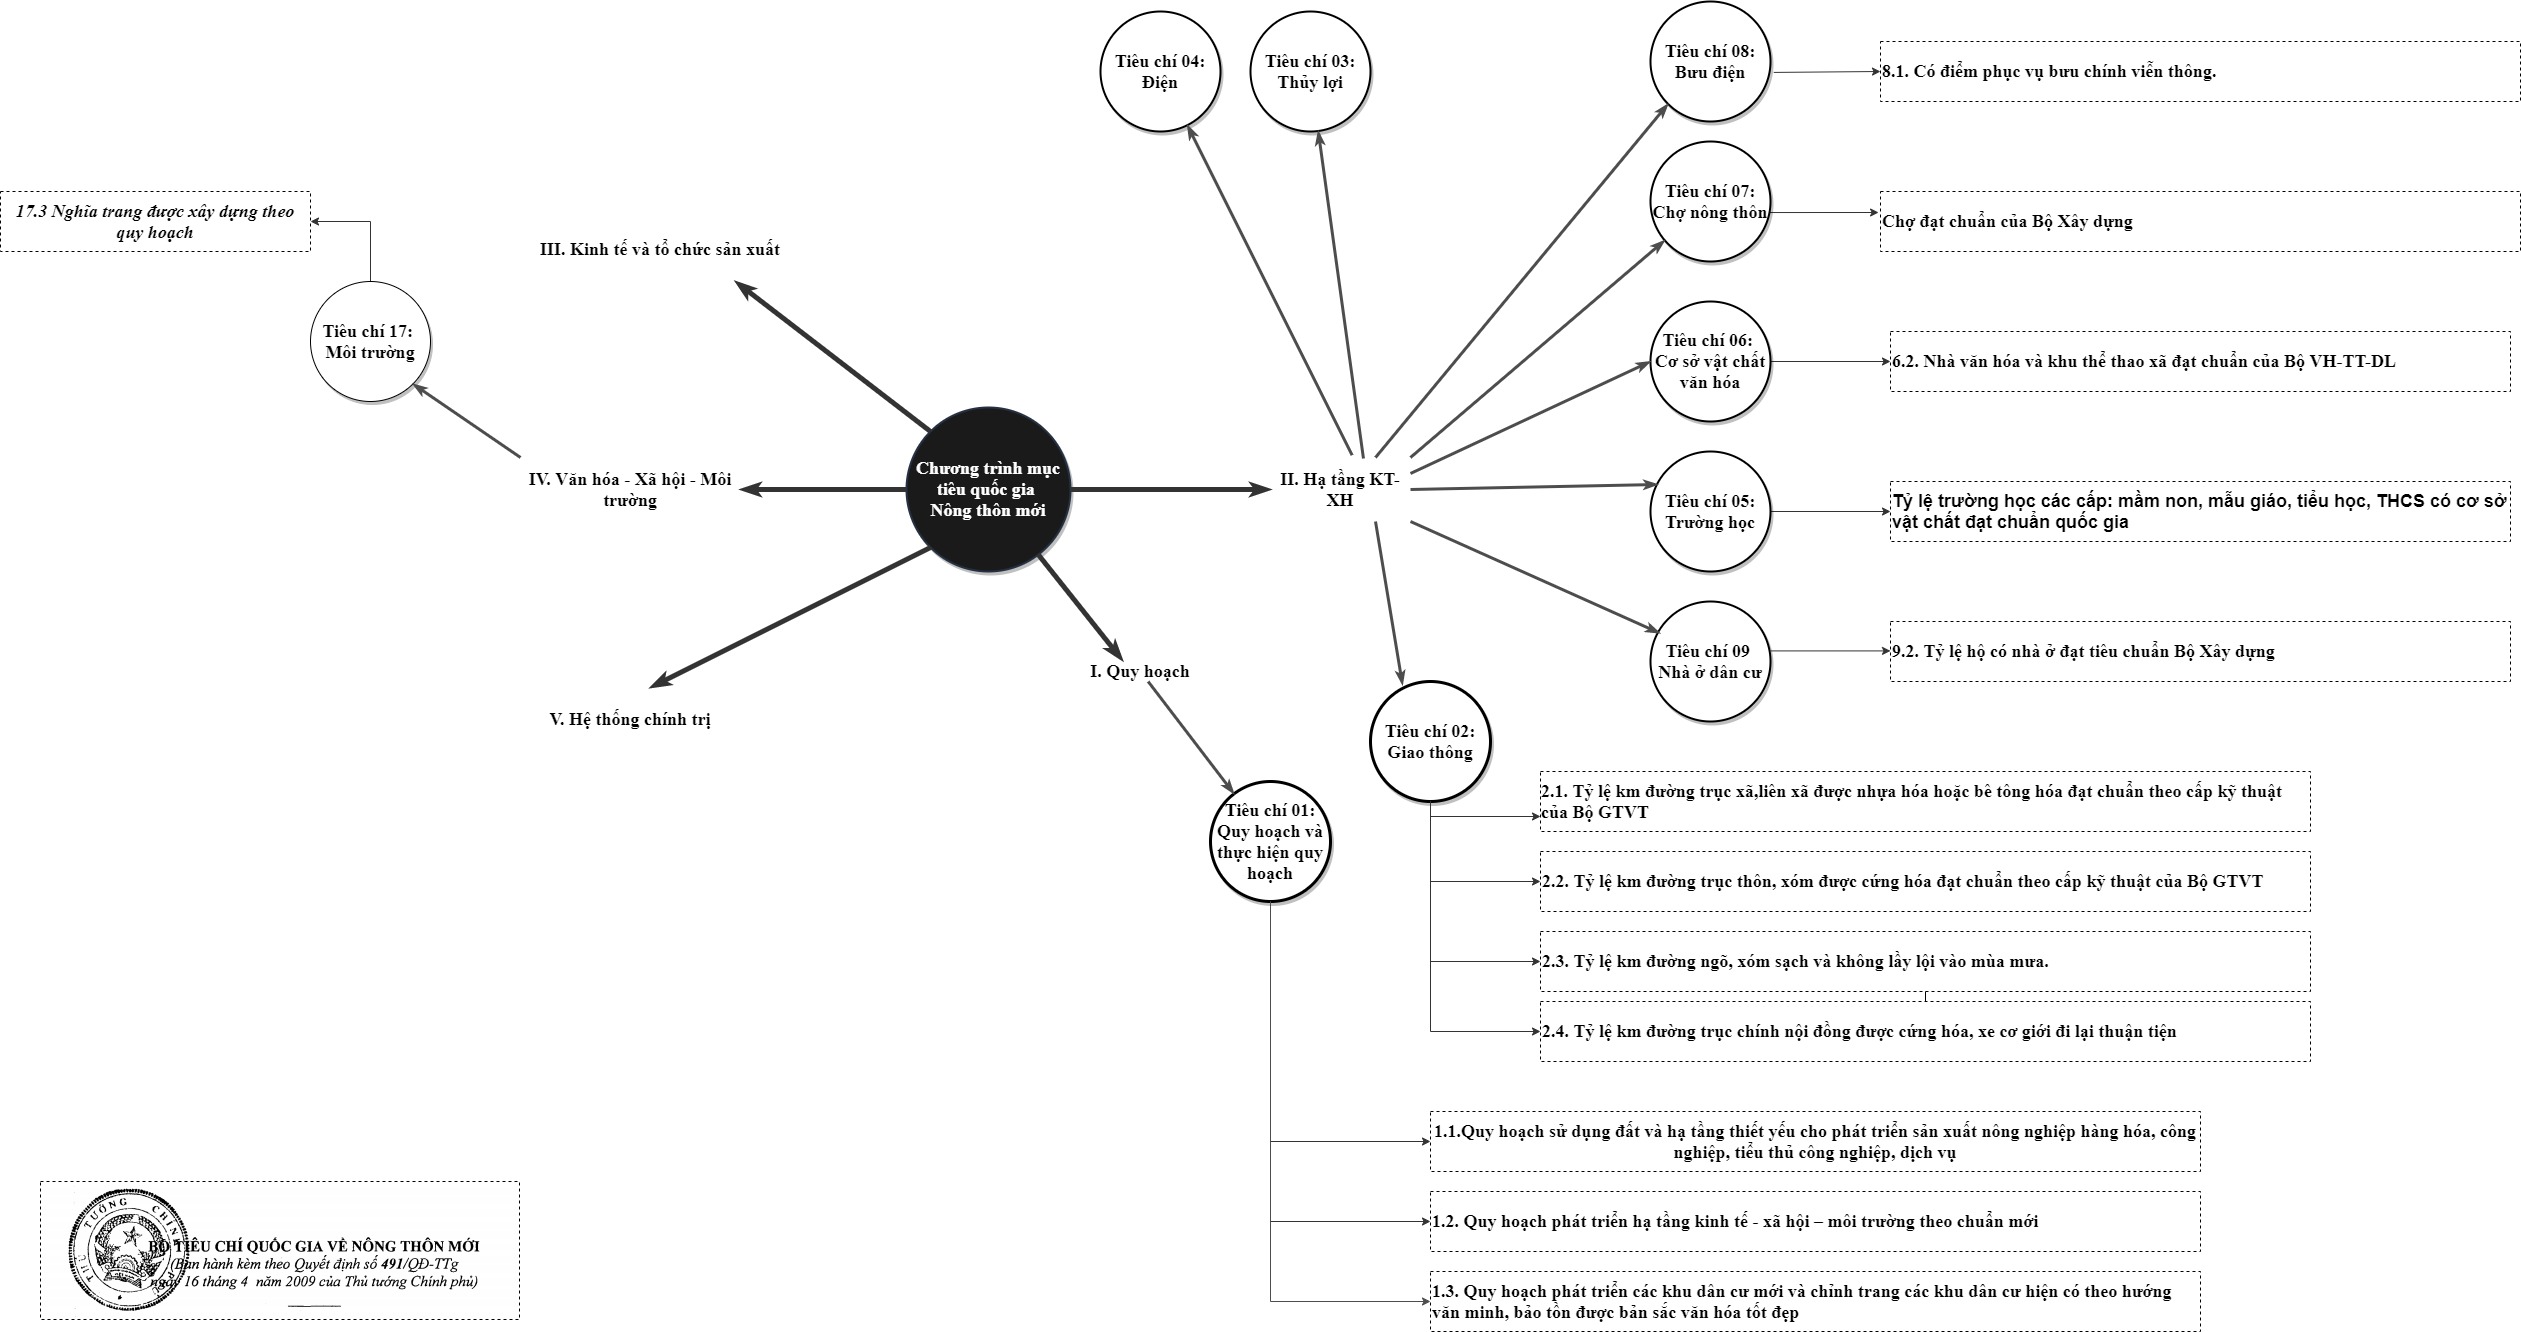 Tiêu chí 04:
Điện
Tiêu chí 03:
Thủy lợi
Tiêu chí 08:
Bưu điện
8.1. Có điểm phục vụ bưu chính viễn thông.
Tiêu chí 07:
Chợ nông thôn
Chợ đạt chuẩn của Bộ Xây dựng
17.3 Nghĩa trang được xây dựng theo
quy hoạch
III. Kinh tế và tổ chức sản xuất
Tiêu chí 17:
Môi trường
Tiêu chí 06:
Cơ sở vật chất
văn hóa
6.2. Nhà văn hóa và khu thể thao xã đạt chuẩn của Bộ VH-TT-DL
IV. Văn hóa - Xã hội - Môi
trường
Chương trình mục
tiêu quốc gia
Nông thôn mới
II. Hạ tầng KT-
XH
Tiêu chí 05:
Trường học
Tỷ lệ trường học các cấp: mầm non, mẫu giáo, tiểu học, THCS có cơ sở
vật chất đạt chuẩn quốc gia
Tiêu chí 09
Nhà ở dân cư
9.2. Tỷ lệ hộ có nhà ở đạt tiêu chuẩn Bộ Xây dựng
V. Hệ thống chính trị
I. Quy hoạch
Tiêu chí 02:
Giao thông
2.1. Tỷ lệ km đường trục xã,liên xã được nhựa hóa hoặc bê tông hóa đạt chuẩn theo cấp kỹ thuật
của Bộ GTVT
Tiêu chí 01:
Quy hoạch và
thực hiện quy
hoạch
2.2. Tỷ lệ km đường trục thôn, xóm được cứng hóa đạt chuẩn theo cấp kỹ thuật của Bộ GTVT
2.3. Tỷ lệ km đường ngõ, xóm sạch và không lầy lội vào mùa mưa.
2.4. Tỷ lệ km đường trục chính nội đồng được cứng hóa, xe cơ giới đi lại thuận tiện
1.1.Quy hoạch sử dụng đất và hạ tầng thiết yếu cho phát triển sản xuất nông nghiệp hàng hóa, công
nghiệp, tiểu thủ công nghiệp, dịch vụ
1.2. Quy hoạch phát triển hạ tầng kinh tế - xã hội – môi trường theo chuẩn mới
1.3. Quy hoạch phát triển các khu dân cư mới và chỉnh trang các khu dân cư hiện có theo hướng
văn minh, bảo tồn được bản sắc văn hóa tốt đẹp
BỘ TIÊU CHÍ QUỐC GIA VỀ NÔNG THÔN MỚI
(Ban hành kèm theo Quyết định số 491/QĐ-TTg
ngày 16 tháng 4 năm 2009 của Thủ tướng Chính phủ)